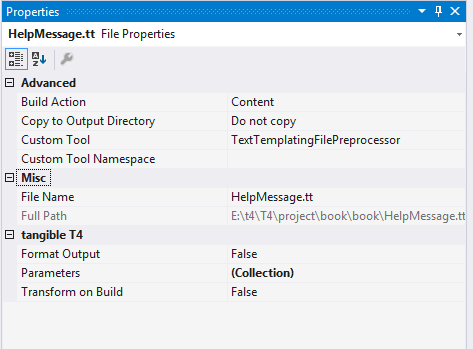 Properties
HelpMessage.tt File Properties
Advanced
Build Action Content
Copy to Output Directory Do not copy
Custom Tool TextTemplatingFilePreprocessor
Custom Tool Namespace
Misc
File Name HelpMessage.tt
Full Path E:\t4\T4\project\book\book\HelpMessage.tt
tangible T4
Format Output False
Parameters (Collection)
Transform on Build False